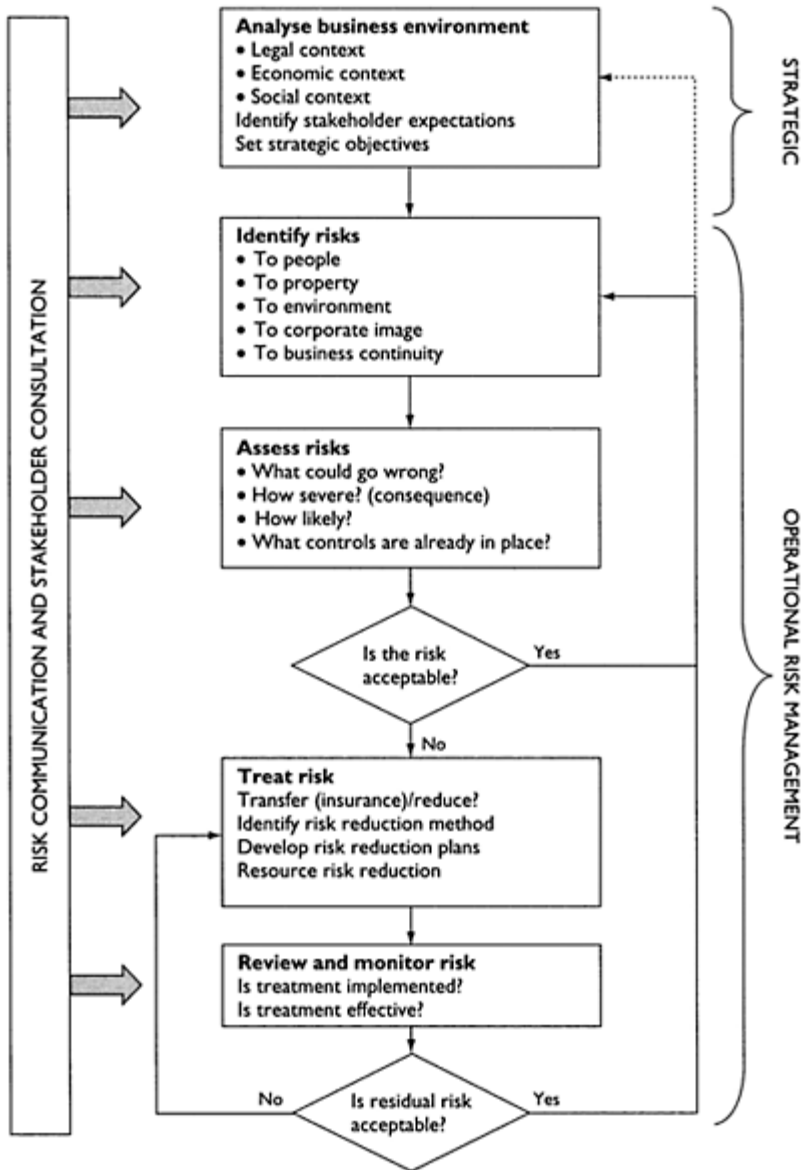 RISK COMMUNICATION AND STAKEHOLDER CONSULTATION
Analyse business environment
• Legal context
• Economic context
• Social context
Identify stakeholder expectations
Set strategic objectives
STRATEGIC
Identify risks
• To people
• To property
• To environment
• To corporate image
• To business continuity
Assess risks
• What could go wrong?
• How severe? (consequence)
• How likely?
• What controls are already in place?
Is the risk
acceptable?
Yes
No
Treat risk
Transfer (insurance)/reduce?
Identify risk reduction method
Develop risk reduction plans
Resource risk reduction
Review and monitor risk
Is treatment implemented?
Is treatment effective?
No
Is residual risk
acceptable?
Yes
OPERATIONAL RISK MANAGEMENT